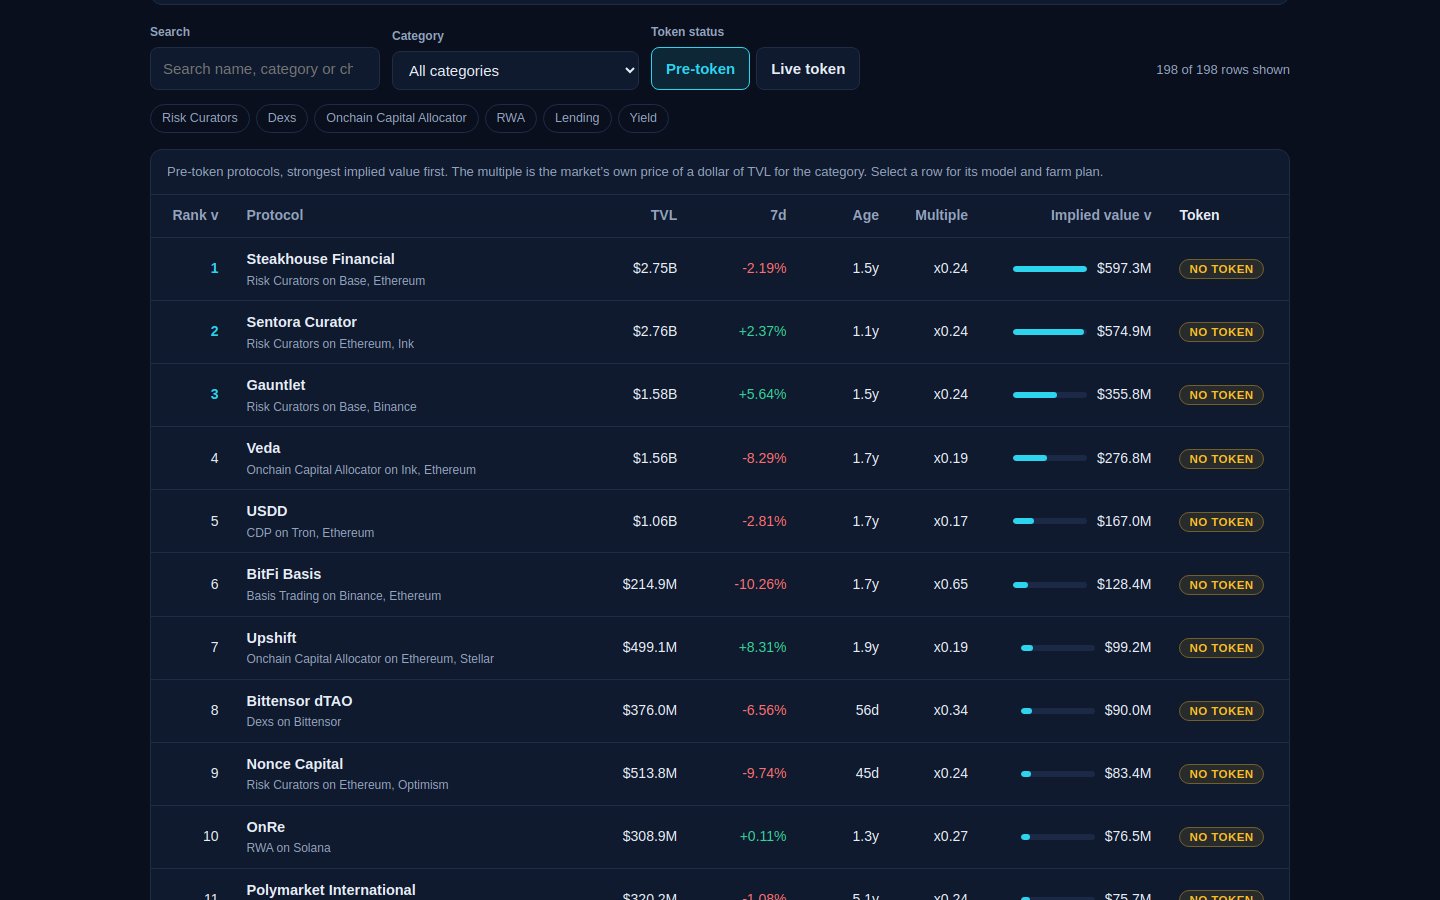 Search
Category
Token status
Search name, category or ch
All categories
Pre-token
Live token
198 of 198 rows shown
Risk Curators
Dexs
Onchain Capital Allocator
RWA
Lending
Yield
Pre-token protocols, strongest implied value first. The multiple is the market's own price of a dollar of TVL for the category. Select a row for its model and farm plan.
Rank v Protocol TVL 7d Age Multiple Implied value v Token
1 Steakhouse Financial $2.75B -2.19% 1.5y x0.24 $597.3M NO TOKEN
Risk Curators on Base, Ethereum
2 Sentora Curator $2.76B +2.37% 1.1y x0.24 $574.9M NO TOKEN
Risk Curators on Ethereum, Ink
3 Gauntlet $1.58B +5.64% 1.5y x0.24 $355.8M NO TOKEN
Risk Curators on Base, Binance
4 Veda $1.56B -8.29% 1.7y x0.19 $276.8M NO TOKEN
Onchain Capital Allocator on Ink, Ethereum
5 USDD $1.06B -2.81% 1.7y x0.17 $167.0M NO TOKEN
CDP on Tron, Ethereum
6 BitFi Basis $214.9M -10.26% 1.7y x0.65 $128.4M NO TOKEN
Basis Trading on Binance, Ethereum
7 Upshift $499.1M +8.31% 1.9y x0.19 $99.2M NO TOKEN
Onchain Capital Allocator on Ethereum, Stellar
8 Bittensor dTAO $376.0M -6.56% 56d x0.34 $90.0M NO TOKEN
Dexs on Bittensor
9 Nonce Capital $513.8M -9.74% 45d x0.24 $83.4M NO TOKEN
Risk Curators on Ethereum, Optimism
10 OnRe $308.9M +0.11% 1.3y x0.27 $76.5M NO TOKEN
RWA on Solana
11 Polymarket International $320.2M -1.08% 5.1y x0.24 $75.7M NO TOKEN